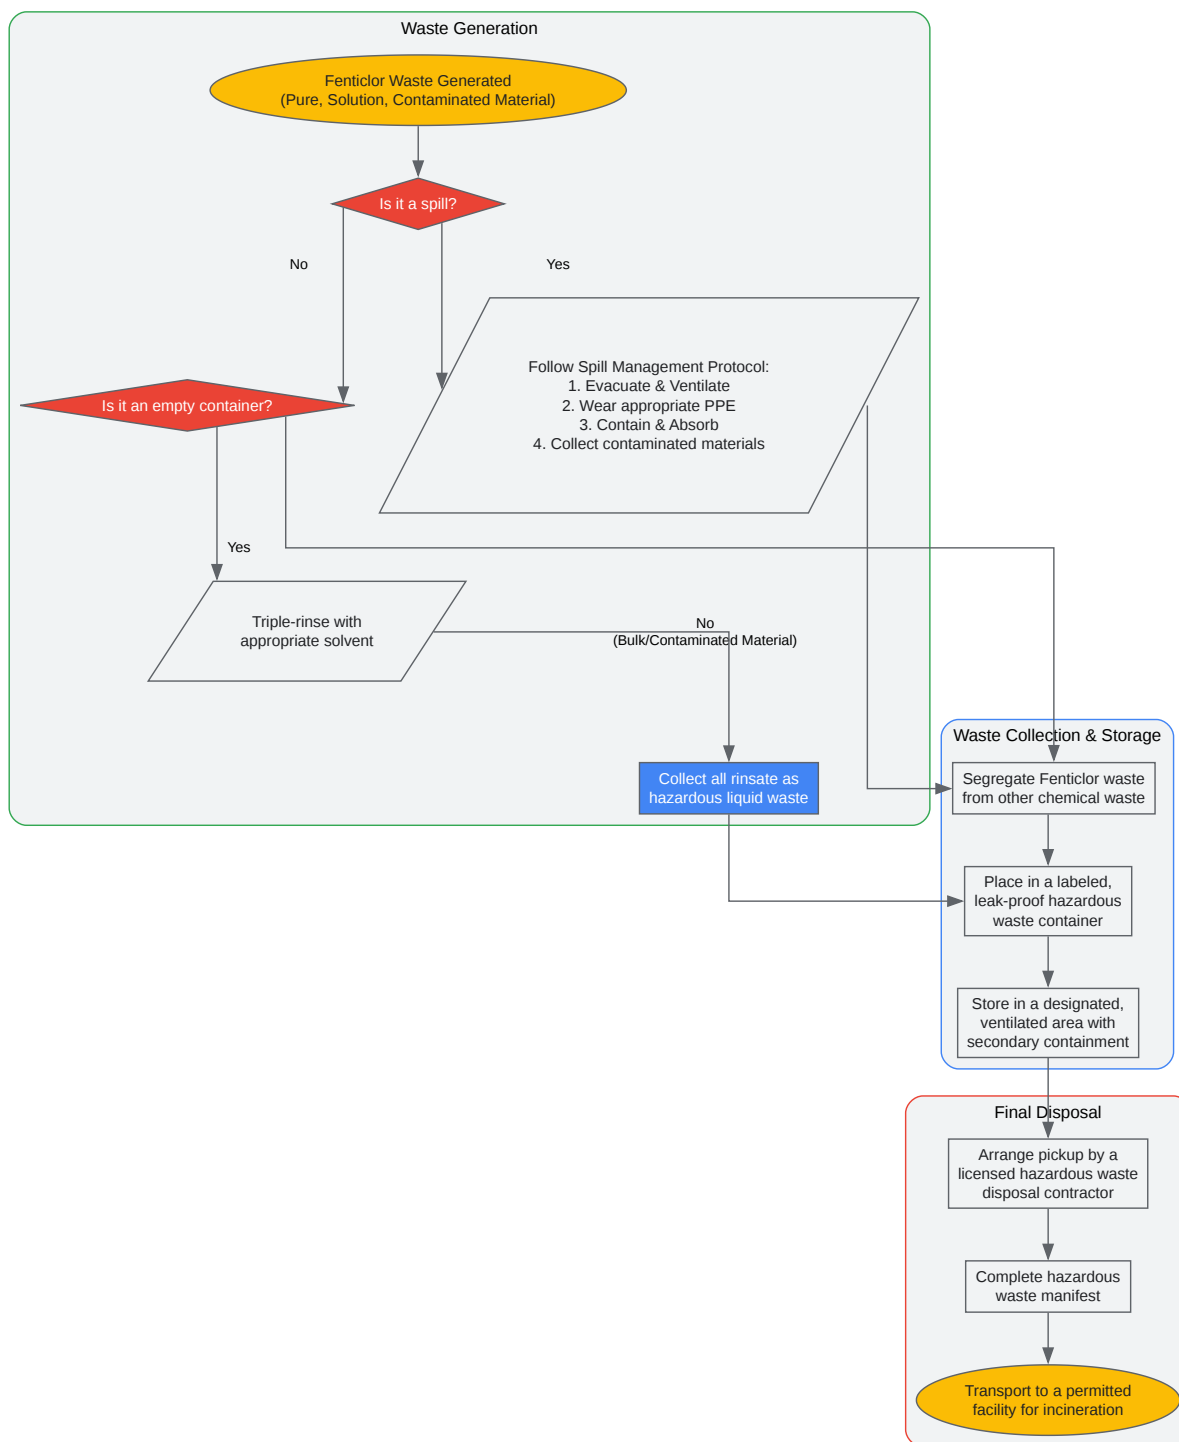 Waste Generation
Fenticlor Waste Generated
(Pure, Solution, Contaminated Material)
Is it a spill?
No
Yes
Follow Spill Management Protocol:
1. Evacuate & Ventilate
2. Wear appropriate PPE
3. Contain & Absorb
4. Collect contaminated materials
Is it an empty container?
Yes
Triple-rinse with
appropriate solvent
No
(Bulk/Contaminated Material)
Collect all rinsate as
hazardous liquid waste
Waste Collection & Storage
Segregate Fenticlor waste
from other chemical waste
Place in a labeled,
leak-proof hazardous
waste container
Store in a designated,
ventilated area with
secondary containment
Final Disposal
Arrange pickup by a
licensed hazardous waste
disposal contractor
Complete hazardous
waste manifest
Transport to a permitted
facility for incineration